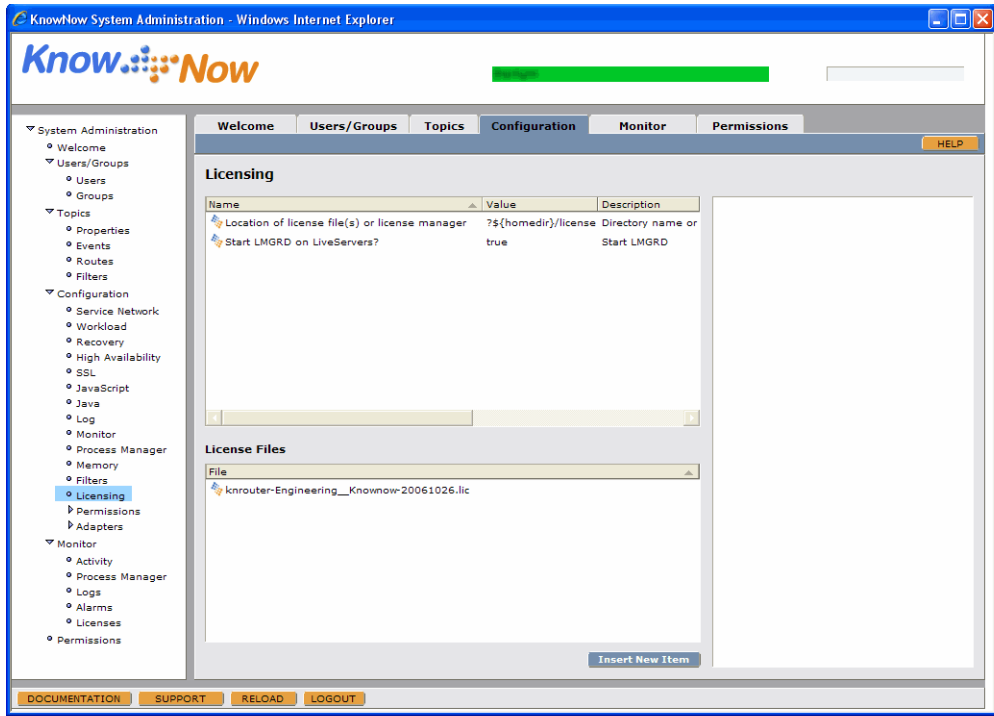 KnowNow System Administration - Windows Internet Explorer
Know Now
System Administration
Welcome
Users/Groups
Users
Groups
Topics
Properties
Events
Routes
Filters
Configuration
Service Network
Workload
Recovery
High Availability
SSL
JavaScript
Java
Log
Monitor
Process Manager
Memory
Filters
Licensing
Permissions
Adapters
Monitor
Activity
Process Manager
Logs
Alarms
Licenses
Permissions
Welcome Users/Groups Topics Configuration Monitor Permissions
HELP
Licensing
Name Value Description
Location of license file(s) or license manager ?${homedir}/license Directory name or
Start LMGRD on LiveServers? true Start LMGRD
License Files
File
knrouter-Engineering__Knownow-20061026.lic
Insert New Item
DOCUMENTATION SUPPORT RELOAD LOGOUT